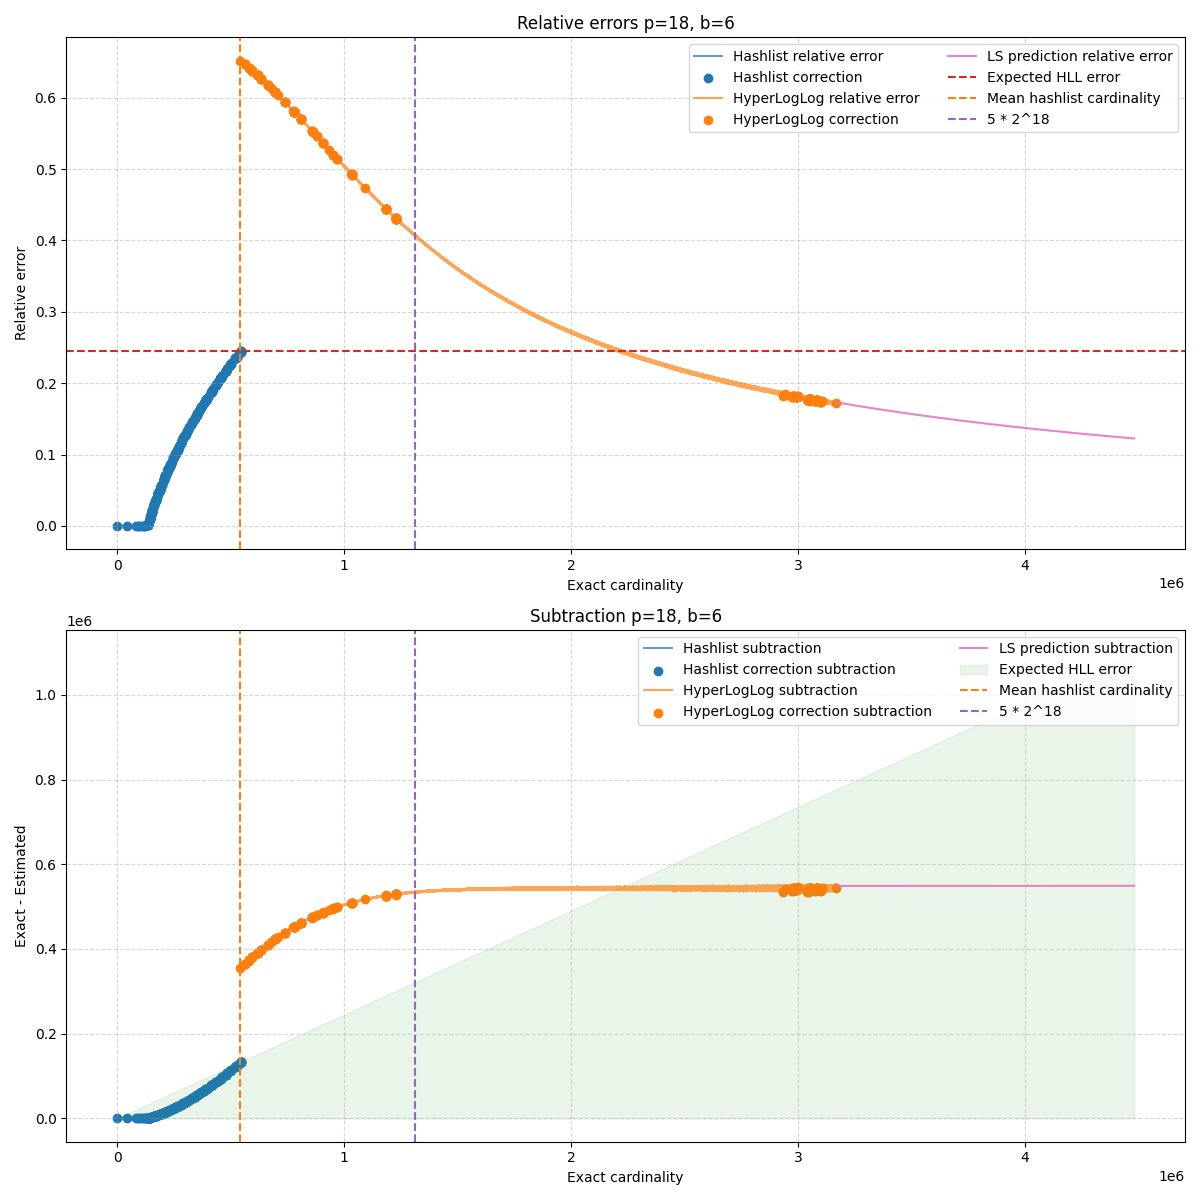 Relative errors p=18, b=6
Relative error
0.6
0.5
0.4
0.3
0.2
0.1
0.0
Hashlist relative error
Hashlist correction
HyperLogLog relative error
HyperLogLog correction
LS prediction relative error
Expected HLL error
Mean hashlist cardinality
5 * 2^18
0 1 2 3 4
1e6
Exact cardinality
Subtraction p=18, b=6
1e6
Exact - Estimated
1.0
0.8
0.6
0.4
0.2
0.0
Hashlist subtraction
Hashlist correction subtraction
HyperLogLog subtraction
HyperLogLog correction subtraction
LS prediction subtraction
Expected HLL error
Mean hashlist cardinality
5 * 2^18
0 1 2 3 4
1e6
Exact cardinality